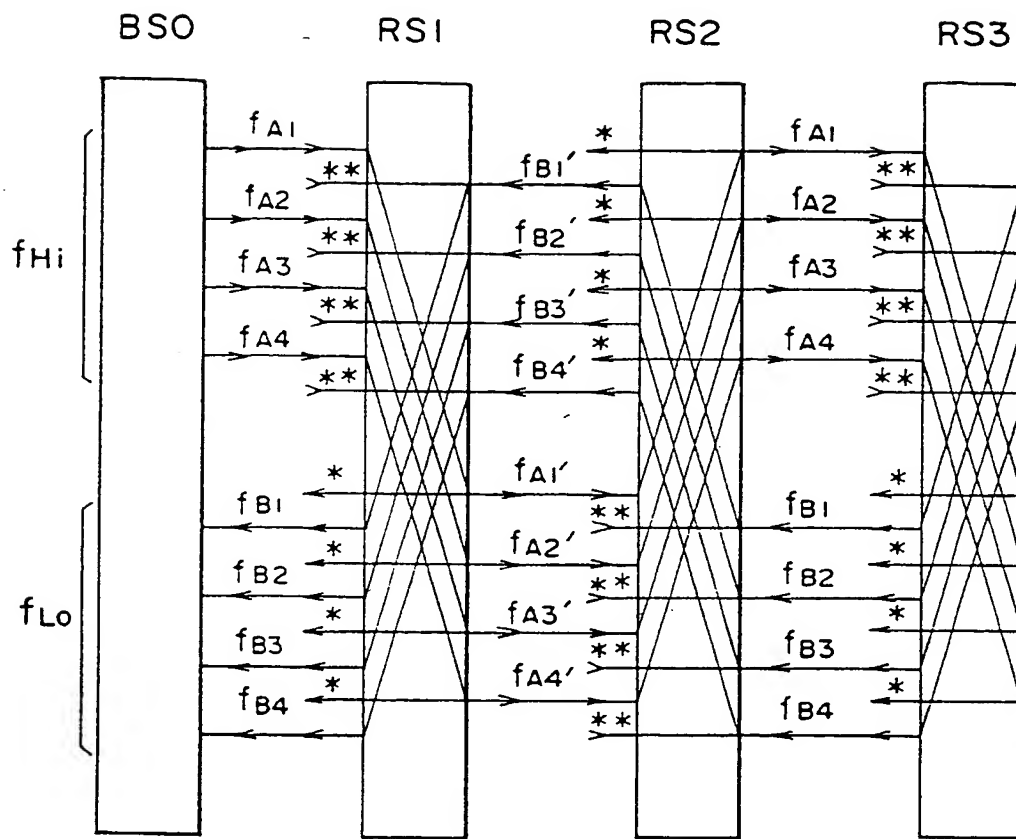 BSO RS1 RS2 RS3
fA1 * fA1
** fB1′ **
fA2 * fA2
** fB2′ **
fHi
fA3 * fA3
** fB3′ **
fA4 * fA4
** fB4′ **
* fA1′ *
fB1 ** fB1
* fA2′ *
fB2 ** fB2
fLo
* fA3′ *
fB3 ** fB3
* fA4′ *
fB4 ** fB4